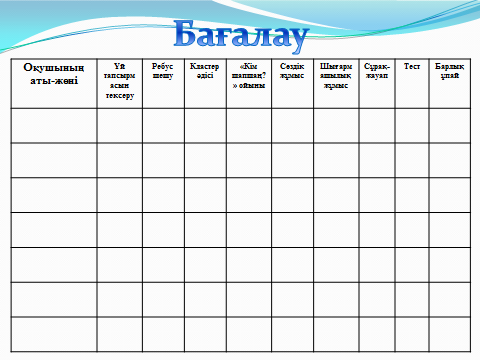 Бағалау
Оқушының
аты-жөні
Үй
тапсырм
асын
тексеру
Ребус
шешу
Кластер
әдісі
«Кім
шапшаң?
» ойыны
Сөздік
жұмыс
Шығарм
ашылық
жұмыс
Сұрақ-
жауап
Тест
Барлық
ұпай